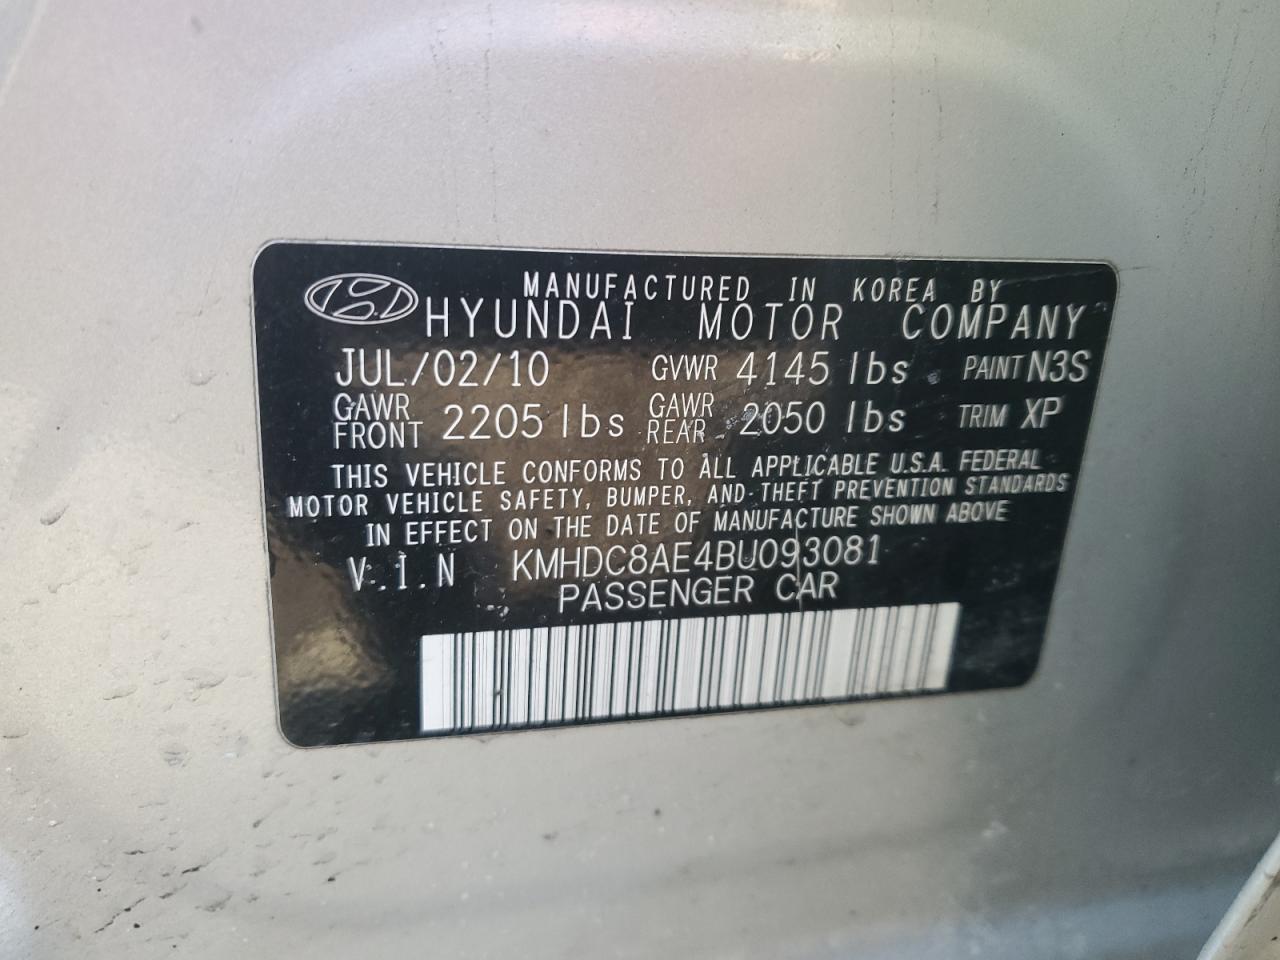 MANUFACTURED IN KOREA BY
HYUNDAI MOTOR COMPANY
JUL/02/10 GVWR 4145 lbs PAINT N3S
GAWR FRONT 2205 lbs GAWR REAR 2050 lbs TRIM XP
THIS VEHICLE CONFORMS TO ALL APPLICABLE U.S.A. FEDERAL
MOTOR VEHICLE SAFETY, BUMPER, AND THEFT PREVENTION STANDARDS
IN EFFECT ON THE DATE OF MANUFACTURE SHOWN ABOVE
V.I.N KMHDC8AE4BU093081
PASSENGER CAR